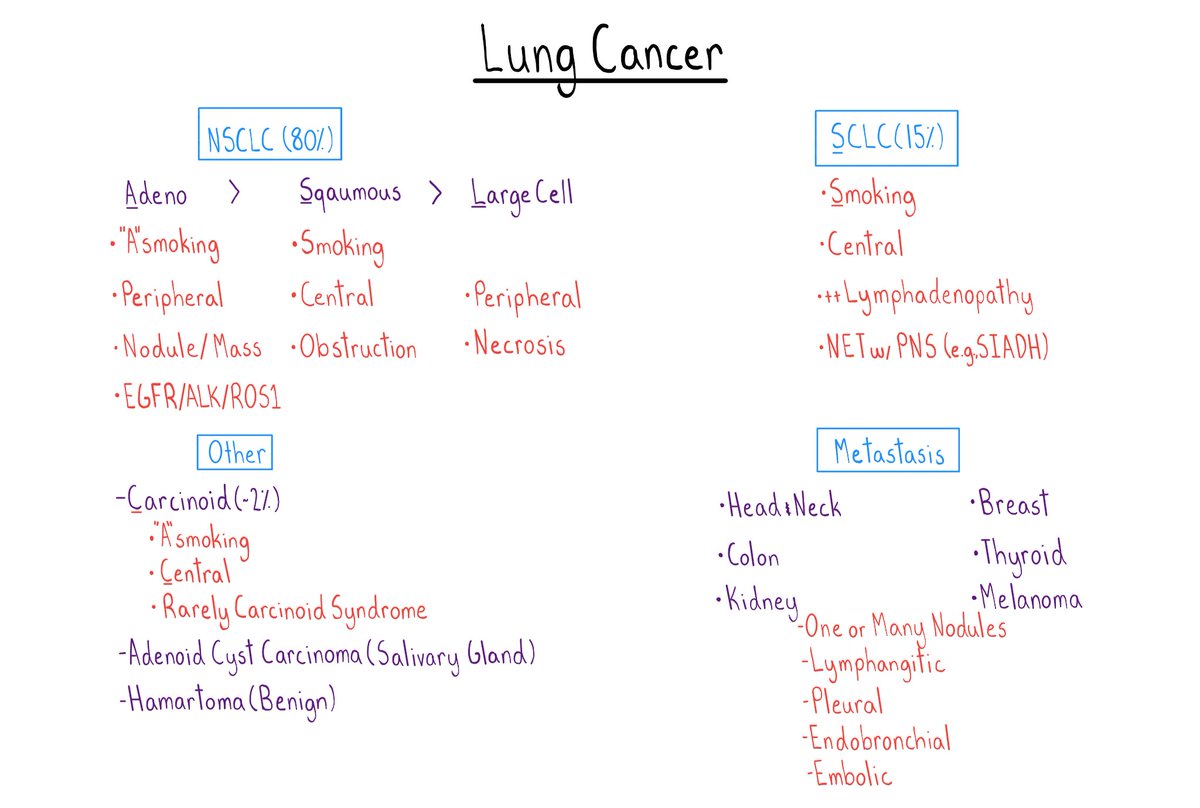 Lung Cancer
NSCLC (80%)
Adeno > Sqaumous > Large Cell
•"A"smoking •Smoking
•Peripheral •Central •Peripheral
•Nodule/Mass •Obstruction •Necrosis
•EGFR/ALK/ROS1
SCLC (15%)
•Smoking
•Central
•++Lymphadenopathy
•NET w/ PNS (e.g., SIADH)
Other
-Carcinoid (~2%)
•"A"smoking
•Central
•Rarely Carcinoid Syndrome
-Adenoid Cyst Carcinoma (Salivary Gland)
-Hamartoma (Benign)
Metastasis
•Head & Neck •Breast
•Colon •Thyroid
•Kidney •Melanoma
-One or Many Nodules
-Lymphangitic
-Pleural
-Endobronchial
-Embolic